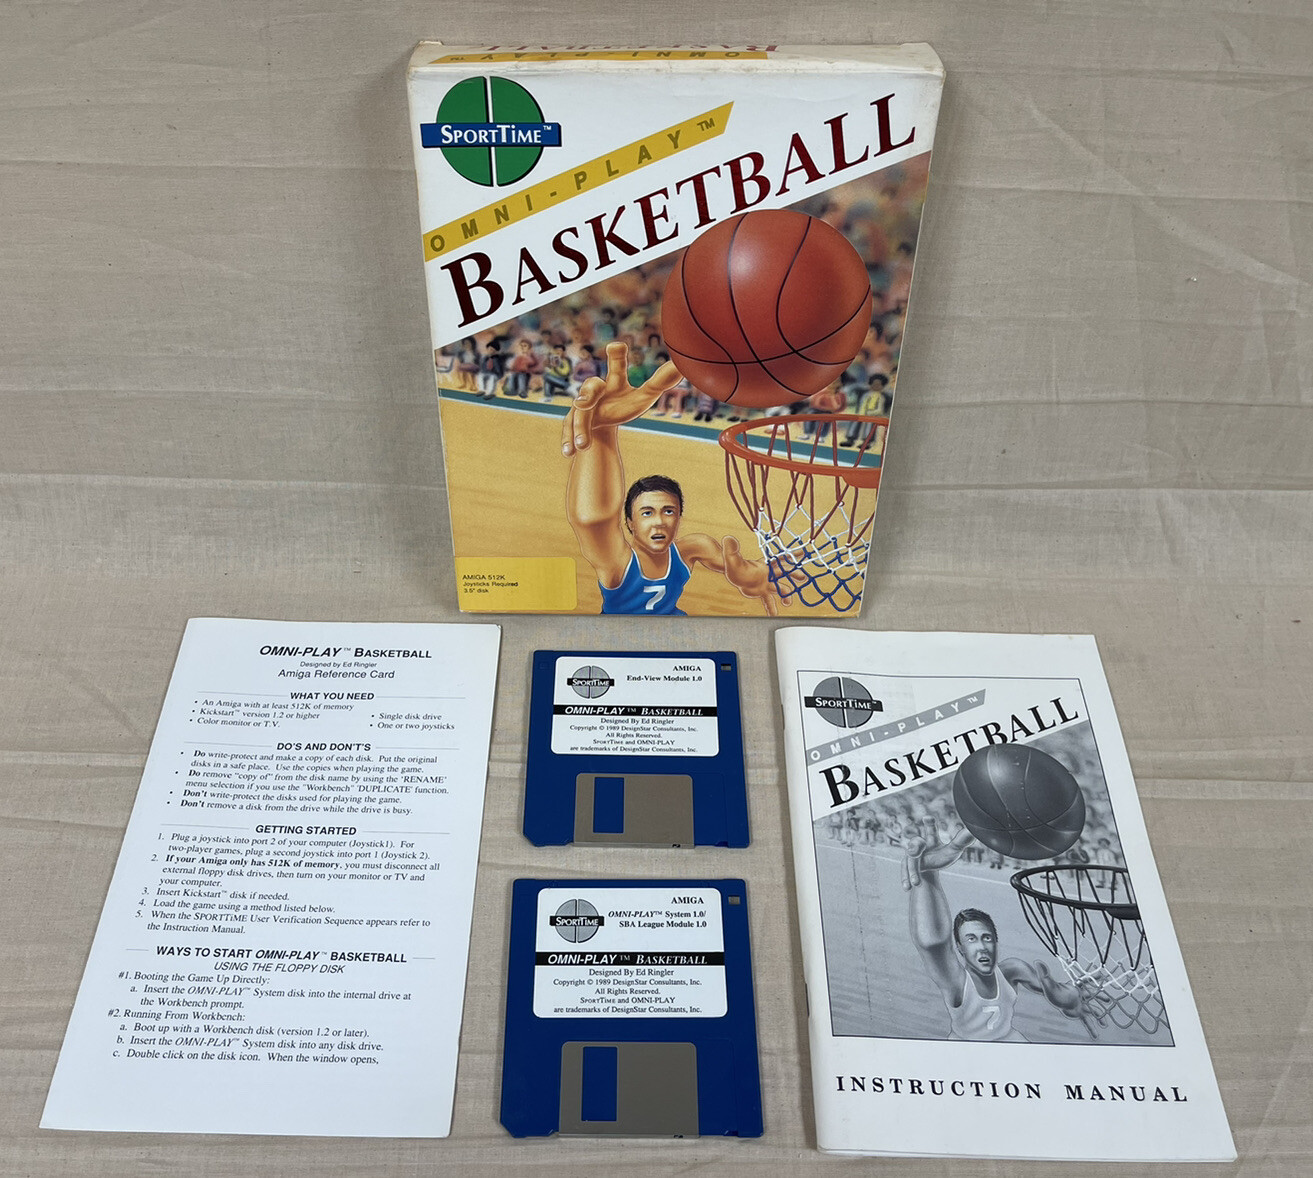 BASKETBALL
OMNI-PLAY™
SPORTTIME™
OMNI-PLAY™
BASKETBALL
7
AMIGA 512K
Joysticks Required
3.5" disk
OMNI-PLAY™ BASKETBALL
Designed by Ed Ringler
Amiga Reference Card
WHAT YOU NEED
• An Amiga with at least 512K of memory
• Kickstart™ version 1.2 or higher
• Color monitor or T.V.
• Single disk drive
• One or two joysticks
DO'S AND DON'TS
• Do write-protect and make a copy of each disk. Put the original
disks in a safe place. Use the copies when playing the game.
• Do remove "copy of" from the disk name by using the 'RENAME'
menu selection if you use the "Workbench" 'DUPLICATE' function.
• Don't write-protect the disks used for playing the game.
• Don't remove a disk from the drive while the drive is busy.
GETTING STARTED
1. Plug a joystick into port 2 of your computer (Joystick1). For
two-player games, plug a second joystick into port 1 (Joystick 2).
2. If your Amiga only has 512K of memory, you must disconnect all
external floppy disk drives, then turn on your monitor or TV and
your computer.
3. Insert Kickstart™ disk if needed.
4. Load the game using a method listed below.
5. When the SPORTTiME User Verification Sequence appears refer to
the Instruction Manual.
WAYS TO START OMNI-PLAY™ BASKETBALL
USING THE FLOPPY DISK
#1. Booting the Game Up Directly:
a. Insert the OMNI-PLAY™ System disk into the internal drive at
the Workbench prompt.
#2. Running From Workbench:
a. Boot up with a Workbench disk (version 1.2 or later).
b. Insert the OMNI-PLAY™ System disk into any disk drive.
c. Double click on the disk icon. When the window opens,
SPORTTIME
AMIGA
End-View Module 1.0
OMNI-PLAY™ BASKETBALL
Designed By Ed Ringler
Copyright © 1989 DesignStar Consultants, Inc.
All Rights Reserved.
SPORTTIME and OMNI-PLAY
are trademarks of DesignStar Consultants, Inc.
SPORTTIME
AMIGA
OMNI-PLAY™ System 1.0/
SBA League Module 1.0
OMNI-PLAY™ BASKETBALL
Designed By Ed Ringler
Copyright © 1989 DesignStar Consultants, Inc.
All Rights Reserved.
SPORTTIME and OMNI-PLAY
are trademarks of DesignStar Consultants, Inc.
SPORTTIME™
OMNI-PLAY™
BASKETBALL
7
INSTRUCTION MANUAL